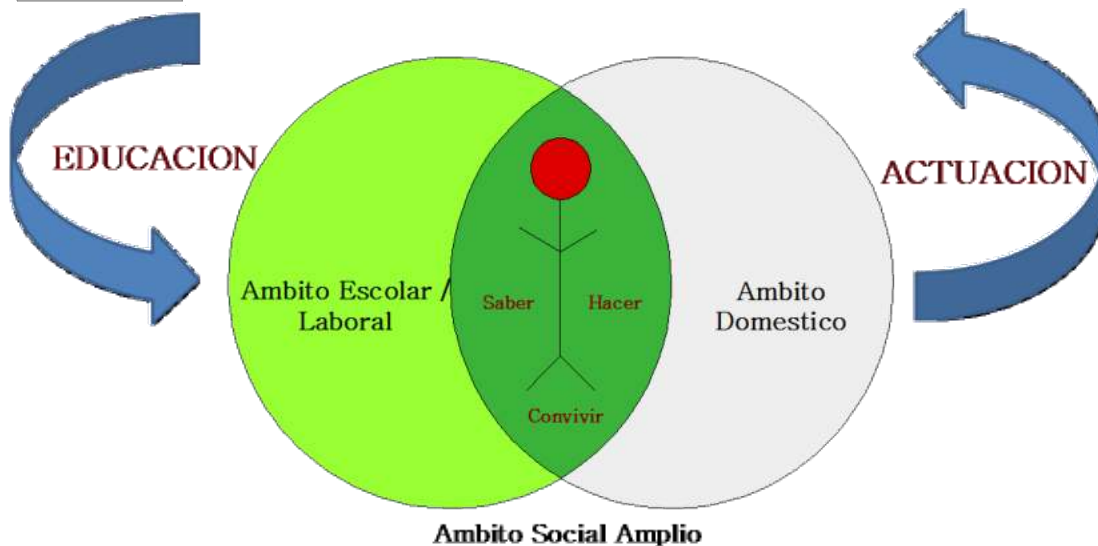 EDUCACION
ACTUACION
Ambito Escolar /
Laboral
Saber
Hacer
Convivir
Ambito
Domestico
Ambito Social Amplio